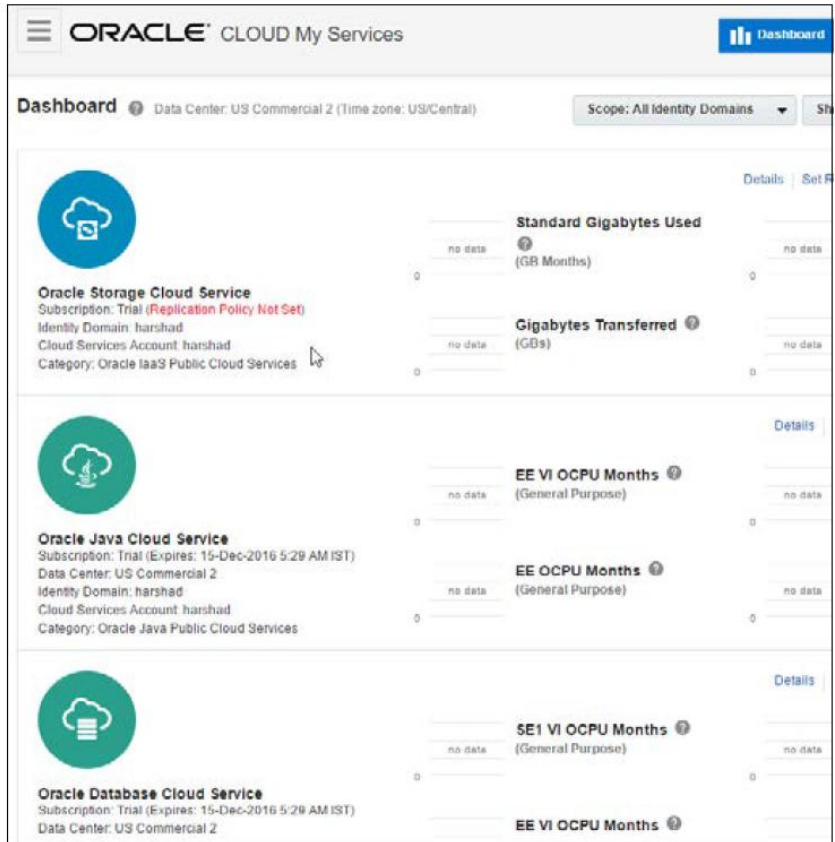 ORACLE CLOUD My Services
Dashboard
Dashboard Data Center: US Commercial 2 (Time zone: US/Central)
Scope: All Identity Domains
Details
Set
Standard Gigabytes Used
no data
(GB Months)
no data
0
0
Oracle Storage Cloud Service
Subscription: Trial (Replication Policy Not Set)
Identity Domain: harshad
Cloud Services Account: harshad
Category: Oracle IaaS Public Cloud Services
Gigabytes Transferred
no data
(GBs)
no data
0
0
Details
EE VI OCPU Months
no data
(General Purpose)
no data
0
0
Oracle Java Cloud Service
Subscription: Trial (Expires: 15-Dec-2016 5:29 AM IST)
Data Center: US Commercial 2
Identity Domain: harshad
Cloud Services Account: harshad
Category: Oracle Java Public Cloud Services
EE OCPU Months
no data
(General Purpose)
no data
0
0
Details
SE1 VI OCPU Months
no data
(General Purpose)
no data
0
0
Oracle Database Cloud Service
Subscription: Trial (Expires: 15-Dec-2016 5:29 AM IST)
Data Center: US Commercial 2
EE VI OCPU Months